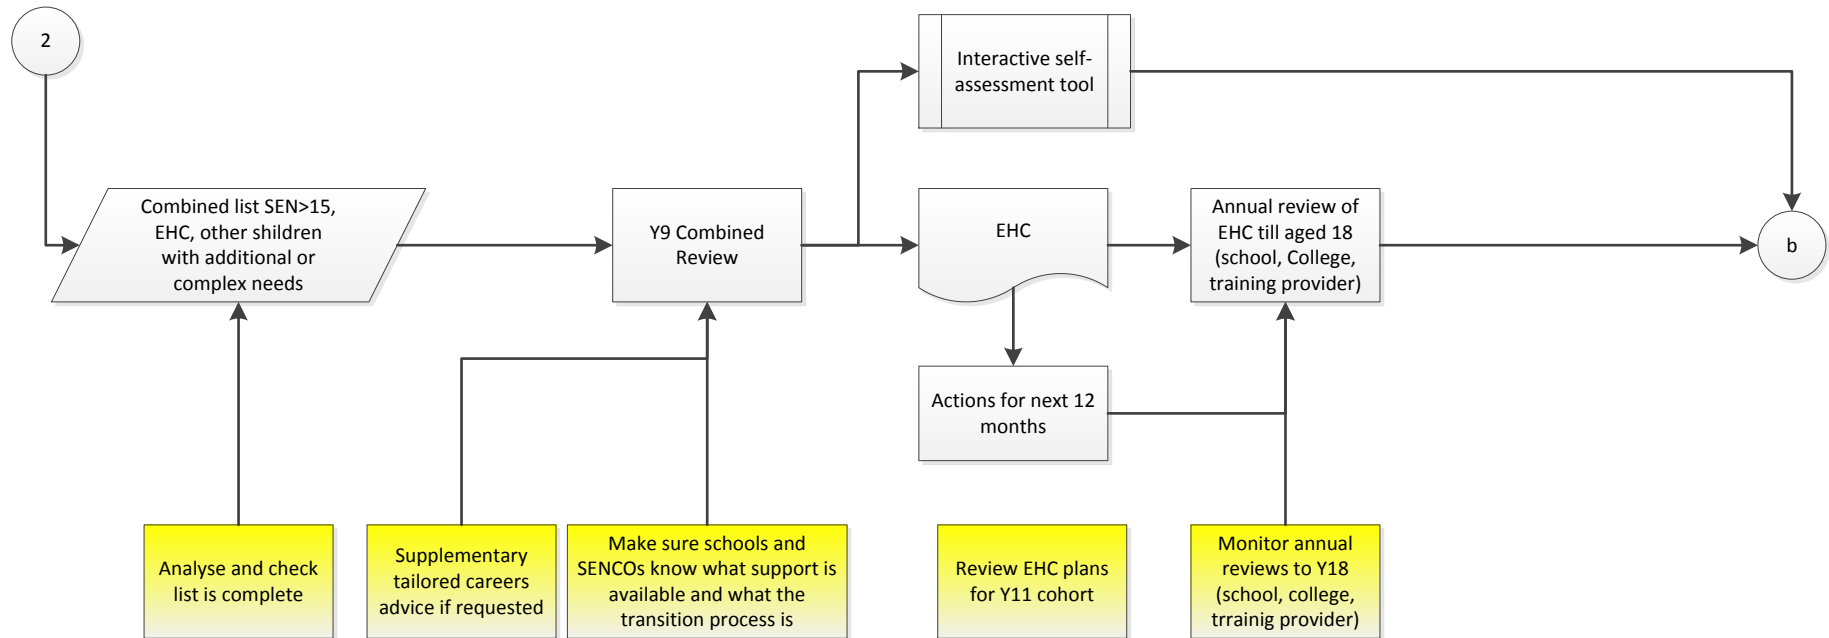 2
Interactive self-
assessment tool
Combined list SEN>15,
EHC, other shildren
with additional or
complex needs
Y9 Combined
Review
EHC
Annual review of
EHC till aged 18
(school, College,
training provider)
b
Actions for next 12
months
Analyse and check
list is complete
Supplementary
tailored careers
advice if requested
Make sure schools and
SENCOs know what support is
available and what the
transition process is
Review EHC plans
for Y11 cohort
Monitor annual
reviews to Y18
(school, college,
trrainig provider)